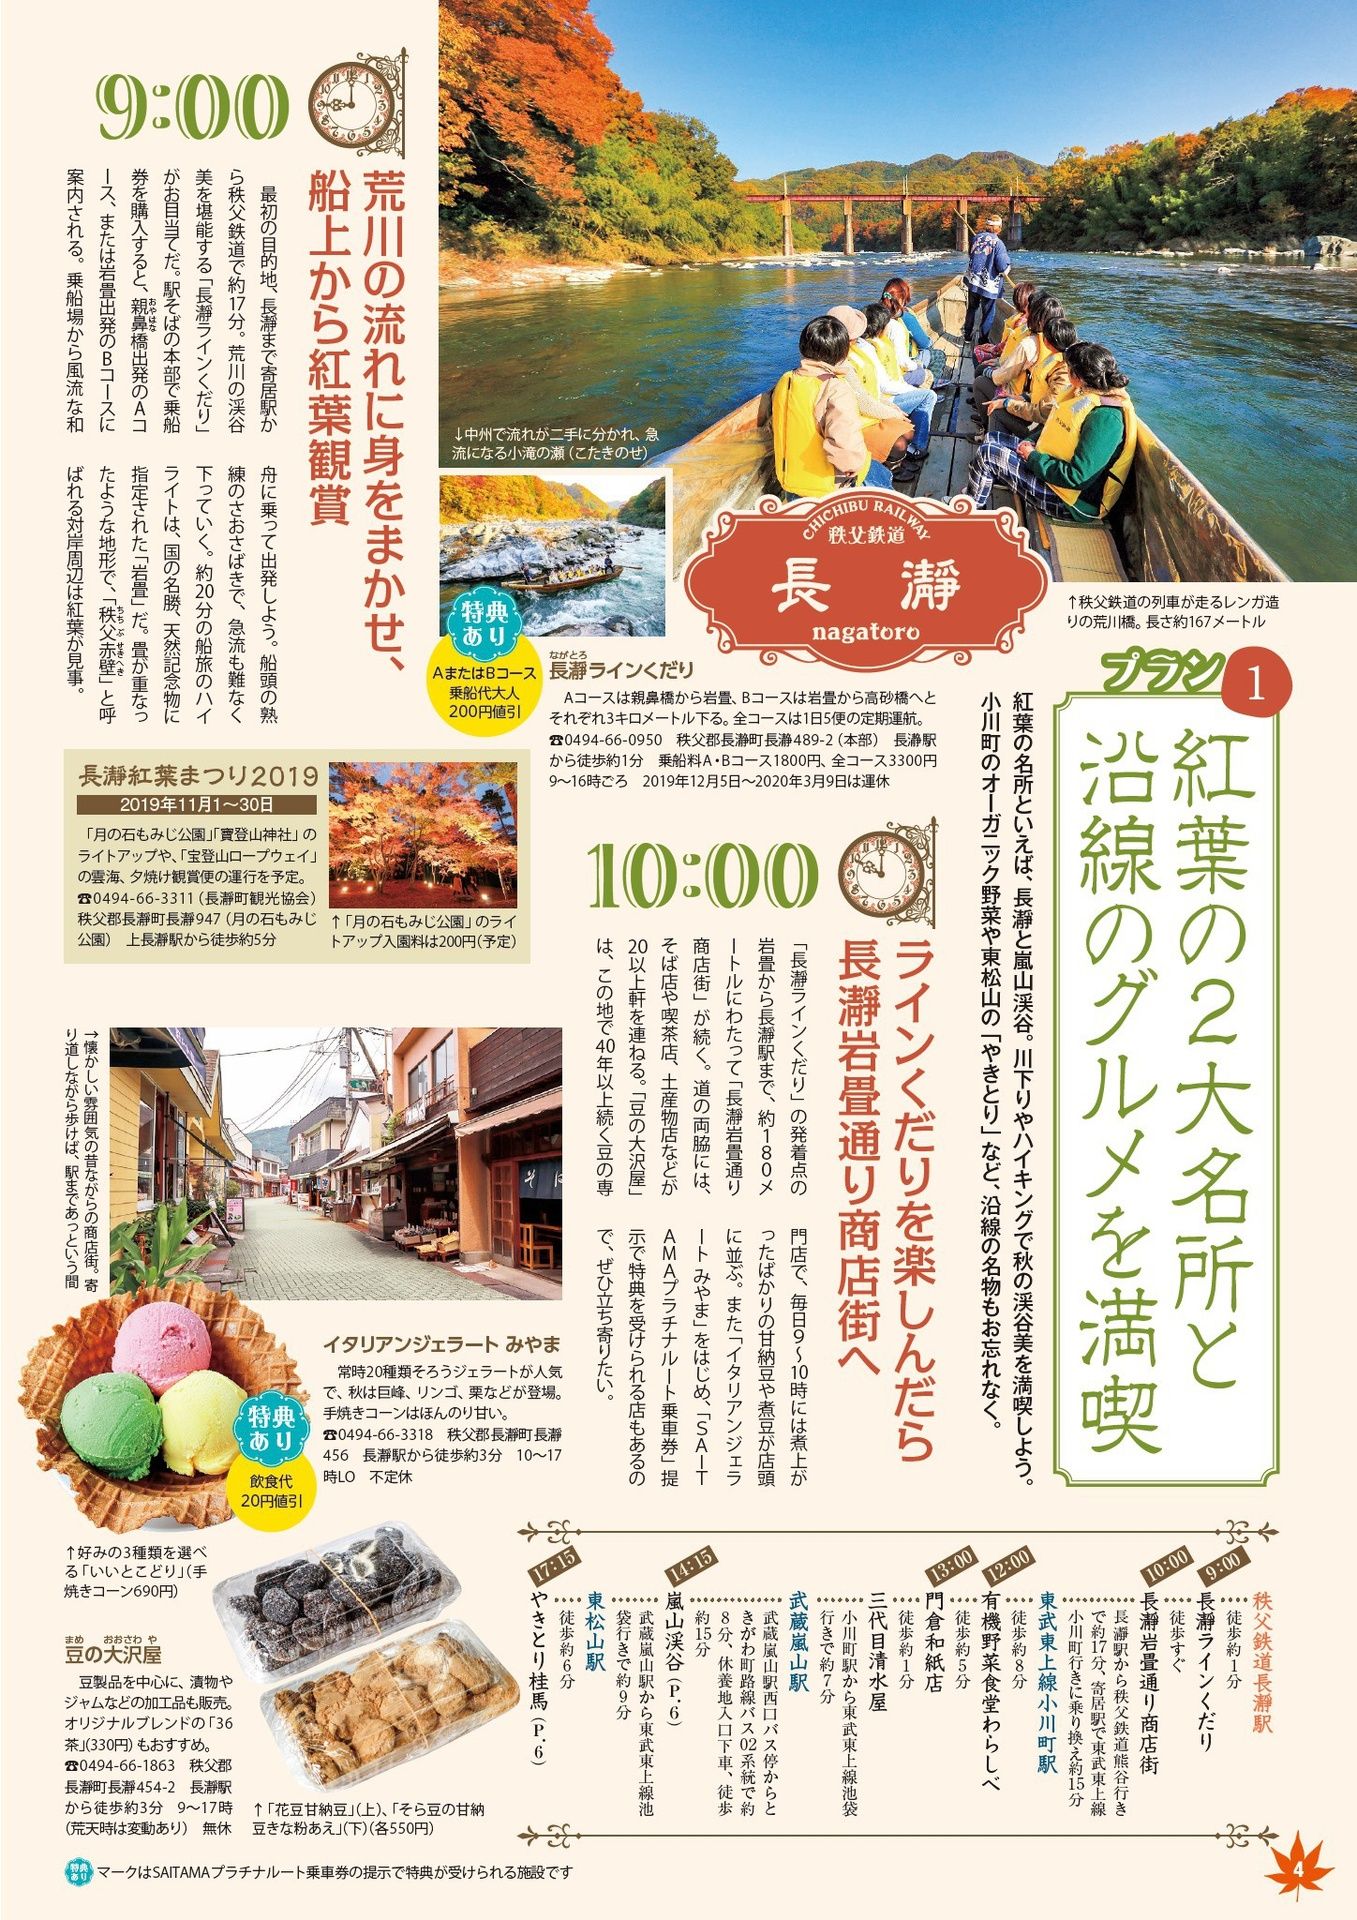 プラン1
紅葉の2大名所と
沿線のグルメを満喫
紅葉の名所といえば、長瀞と嵐山渓谷。川下りやハイキングで秋の渓谷美を満喫しよう。
小川町のオーガニック野菜や東松山の「やきとり」など、沿線の名物もお忘れなく。
CHICHIBU RAILWAY
秩父鉄道
長瀞
nagatoro
↑秩父鉄道の列車が走るレンガ造
りの荒川橋。長さ約167メートル
↓中州で流れが二手に分かれ、急
流になる小滝の瀬（こたきのせ）
9:00
荒川の流れに身をまかせ、
船上から紅葉観賞
最初の目的地、長瀞まで寄居駅か
ら秩父鉄道で約17分。荒川の渓谷
美を堪能する「長瀞ラインくだり」
がお目当てだ。駅そばの本部で乗船
券を購入すると、親鼻橋出発のAコ
おやはな
ース、または岩畳出発のBコースに
案内される。乗船場から風流な和
舟に乗って出発しよう。船頭の熟
練のさおさばきで、急流も難なく
下っていく。約20分の船旅のハイ
ライトは、国の名勝、天然記念物に
指定された「岩畳」だ。畳が重なっ
たような地形で、「秩父赤壁」と呼
ちちぶせきへき
ばれる対岸周辺は紅葉が見事。
特典
あり
AまたはBコース
乗船代大人
200円値引
ながとろ
長瀞ラインくだり
Aコースは親鼻橋から岩畳、Bコースは岩畳から高砂橋へと
それぞれ3キロメートル下る。全コースは1日5便の定期運航。
☎0494-66-0950　秩父郡長瀞町長瀞489-2（本部）　長瀞駅
から徒歩約1分　乗船料A・Bコース1800円、全コース3300円
9〜16時ごろ　2019年12月5日〜2020年3月9日は運休
長瀞紅葉まつり2019
2019年11月1〜30日
「月の石もみじ公園」「寶登山神社」の
ライトアップや、「宝登山ロープウェイ」
の雲海、夕焼け観賞便の運行を予定。
☎0494-66-3311（長瀞町観光協会）
秩父郡長瀞町長瀞947（月の石もみじ
公園）　上長瀞駅から徒歩約5分
↑「月の石もみじ公園」のライ
トアップ入園料は200円（予定）
10:00
ラインくだりを楽しんだら
長瀞岩畳通り商店街へ
「長瀞ラインくだり」の発着点の
岩畳から長瀞駅まで、約180メ
ートルにわたって「長瀞岩畳通り
商店街」が続く。道の両脇には、
そば店や喫茶店、土産物店などが
20以上軒を連ねる。「豆の大沢屋」
は、この地で40年以上続く豆の専
門店で、毎日9〜10時には煮上が
ったばかりの甘納豆や煮豆が店頭
に並ぶ。また「イタリアンジェラ
ート みやま」をはじめ、「SAIT
AMAプラチナルート乗車券」提
示で特典を受けられる店もあるの
で、ぜひ立ち寄りたい。
→懐かしい雰囲気の昔ながらの商店街。寄
り道しながら歩けば、駅まであっという間
そば
イタリアンジェラート みやま
常時20種類そろうジェラートが人気
で、秋は巨峰、リンゴ、栗などが登場。
手焼きコーンはほんのり甘い。
☎0494-66-3318　秩父郡長瀞町長瀞
456　長瀞駅から徒歩約3分　10〜17
時LO　不定休
特典
あり
飲食代
20円値引
↑好みの3種類を選べ
る「いいとこどり」（手
焼きコーン690円）
まめ　おおさわや
豆の大沢屋
豆製品を中心に、漬物や
ジャムなどの加工品も販売。
オリジナルブレンドの「36
茶」（330円）もおすすめ。
☎0494-66-1863　秩父郡
長瀞町長瀞454-2　長瀞駅
から徒歩約3分　9〜17時
（荒天時は変動あり）　無休
↑「花豆甘納豆」（上）、「そら豆の甘納
豆きな粉あえ」（下）（各550円）
秩父鉄道長瀞駅
徒歩約1分
9:00
長瀞ラインくだり
徒歩すぐ
10:00
長瀞岩畳通り商店街
長瀞駅から秩父鉄道熊谷行き
で約17分、寄居駅で東武東上線
小川町行きに乗り換え約15分
東武東上線小川町駅
徒歩約8分
12:00
有機野菜食堂わらしべ
徒歩約5分
13:00
門倉和紙店
徒歩約1分
三代目清水屋
小川町駅から東武東上線池袋
行きで約7分
武蔵嵐山駅
武蔵嵐山駅西口バス停からと
きがわ町路線バス02系統で約
8分、休養地入口下車、徒歩
約15分
14:15
嵐山渓谷（P.6）
武蔵嵐山駅から東武東上線池
袋行きで約9分
東松山駅
徒歩約6分
17:15
やきとり桂馬（P.6）
特典
あり
マークはSAITAMAプラチナルート乗車券の提示で特典が受けられる施設です
4